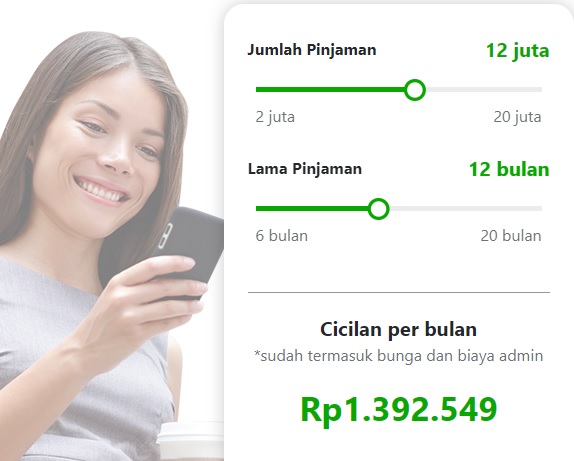 Jumlah Pinjaman 12 juta
2 juta 20 juta
Lama Pinjaman 12 bulan
6 bulan 20 bulan
Cicilan per bulan
*sudah termasuk bunga dan biaya admin
Rp1.392.549